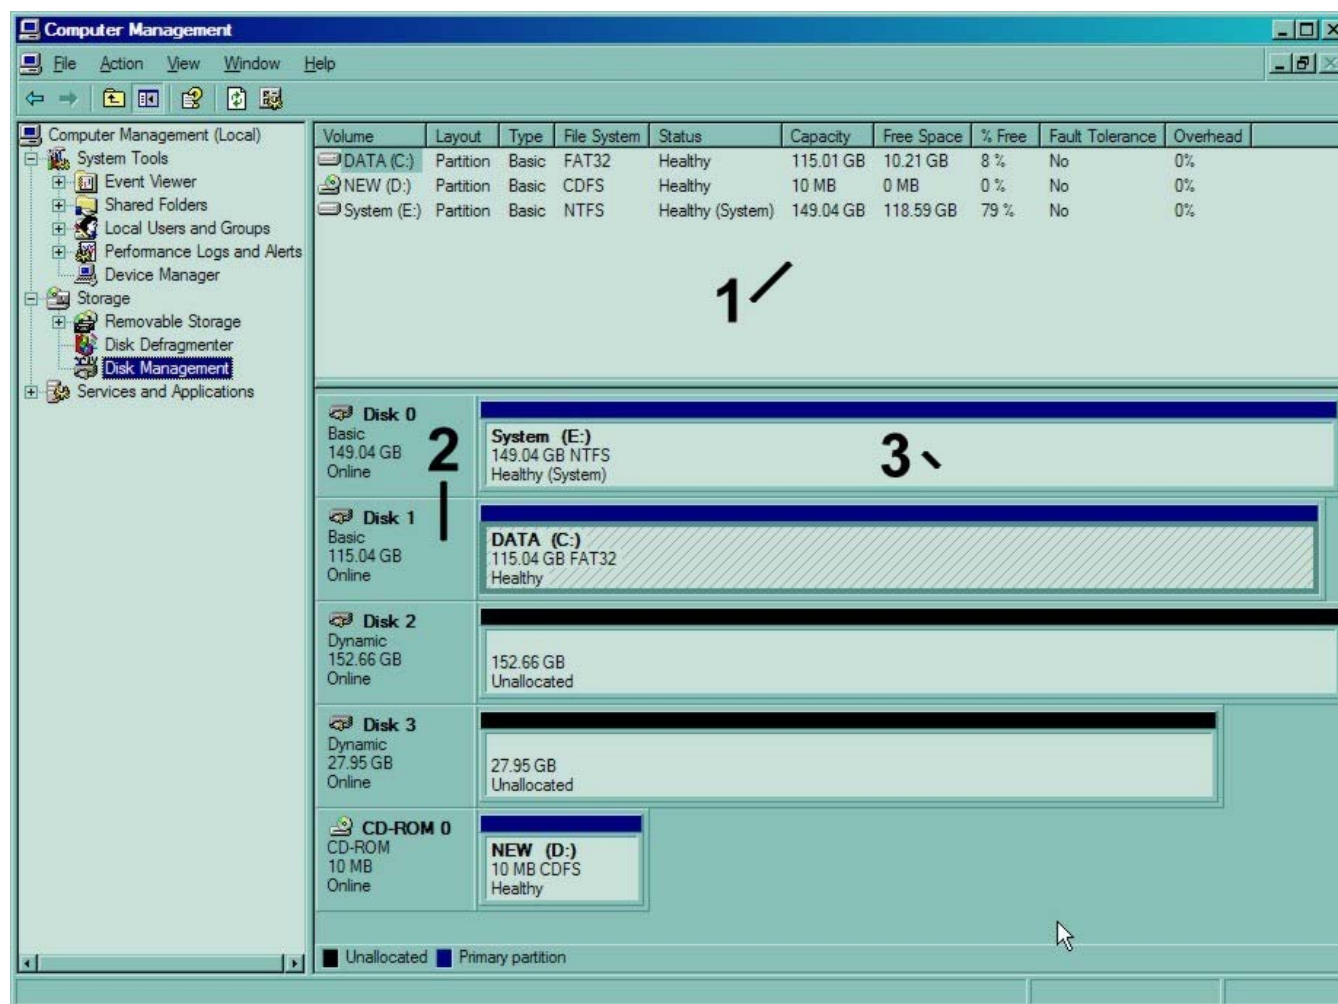 Computer Management
File Action View Window Help
Computer Management (Local)
System Tools
Event Viewer
Shared Folders
Local Users and Groups
Performance Logs and Alerts
Device Manager
Storage
Removable Storage
Disk Defragmenter
Disk Management
Services and Applications
Volume Layout Type File System Status Capacity Free Space % Free Fault Tolerance Overhead
DATA (C:) Partition Basic FAT32 Healthy 115.01 GB 10.21 GB 8 % No 0%
NEW (D:) Partition Basic CDFS Healthy 10 MB 0 MB 0 % No 0%
System (E:) Partition Basic NTFS Healthy (System) 149.04 GB 118.59 GB 79 % No 0%
1
Disk 0
Basic
149.04 GB
Online
2
System (E:)
149.04 GB NTFS
Healthy (System)
3
Disk 1
Basic
115.04 GB
Online
DATA (C:)
115.04 GB FAT32
Healthy
Disk 2
Dynamic
152.66 GB
Online
152.66 GB
Unallocated
Disk 3
Dynamic
27.95 GB
Online
27.95 GB
Unallocated
CD-ROM 0
CD-ROM
10 MB
Online
NEW (D:)
10 MB CDFS
Healthy
Unallocated Primary partition